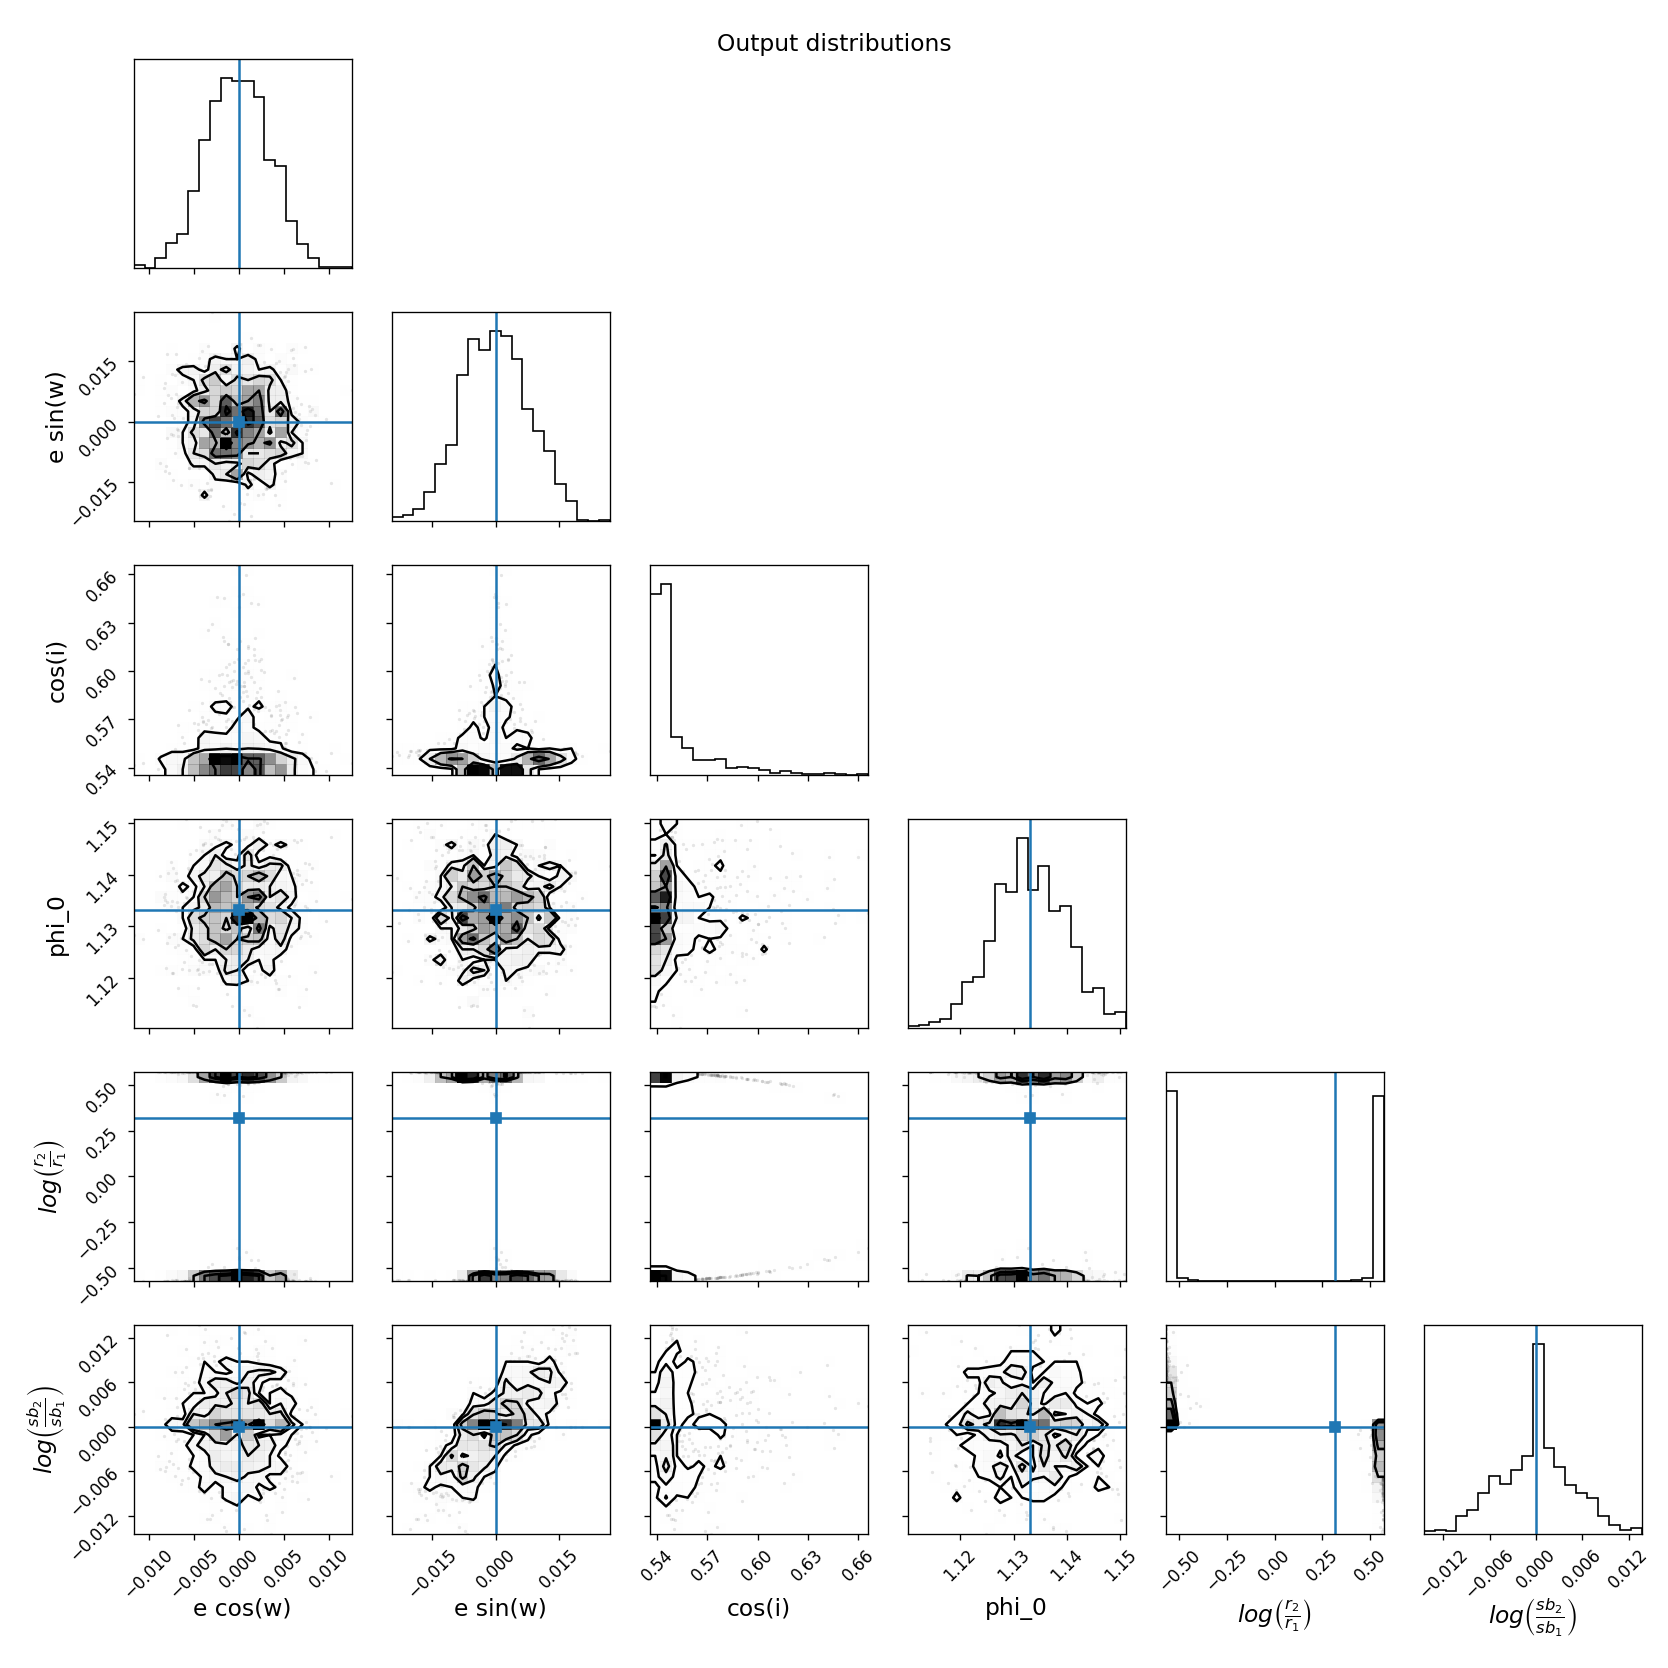 Output distributions
e sin(w)
0.015
0.000
−0.015
cos(i)
0.66
0.63
0.60
0.57
0.54
phi_0
1.15
1.14
1.13
1.12
log(r₂/r₁)
0.50
0.25
0.00
−0.25
−0.50
log(sb₂/sb₁)
0.012
0.006
0.000
−0.006
−0.012
−0.010 −0.005 0.000 0.005 0.010 −0.015 0.000 0.015 0.54 0.57 0.60 0.63 0.66 1.12 1.13 1.14 1.15 −0.50 −0.25 0.00 0.25 0.50 −0.012 −0.006 0.000 0.006 0.012
e cos(w) e sin(w) cos(i) phi_0 log(r₂/r₁) log(sb₂/sb₁)